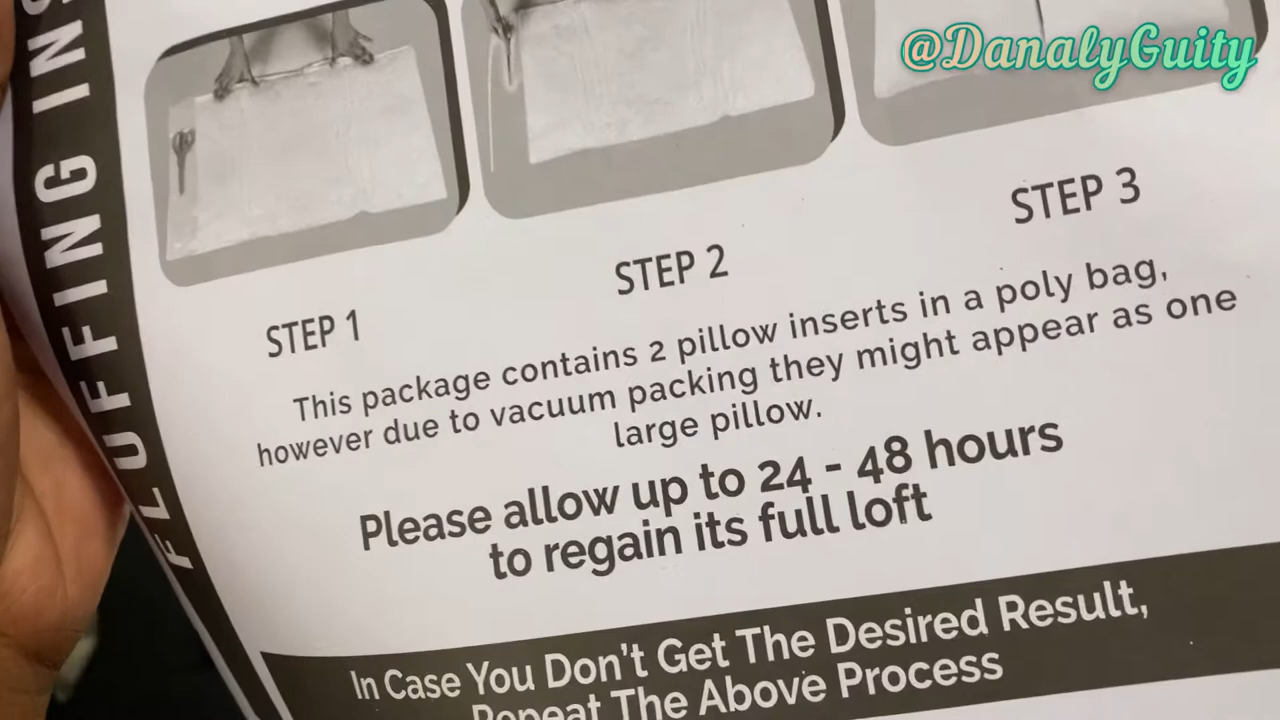 @DanalyGuity
FLUFFING INS
STEP 1
STEP 2
STEP 3
This package contains 2 pillow inserts in a poly bag,
however due to vacuum packing they might appear as one
large pillow.
Please allow up to 24 - 48 hours
to regain its full loft
In Case You Don't Get The Desired Result,
Repeat The Above Process